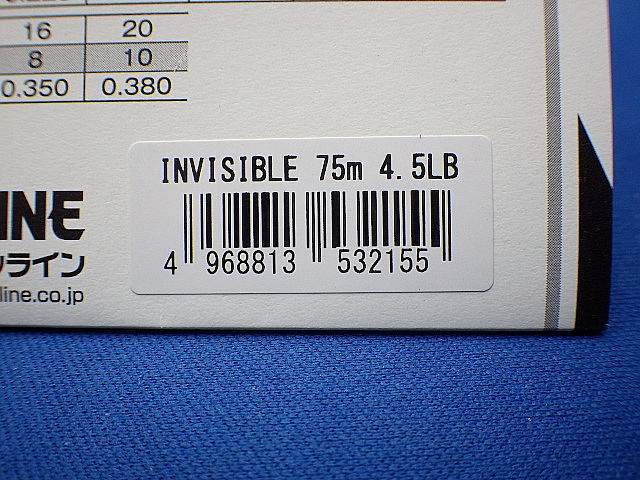 16 20
8 10
0.350 0.380
INVISIBLE 75m 4.5LB
4 968813 532155
INE
ライン
line.co.jp